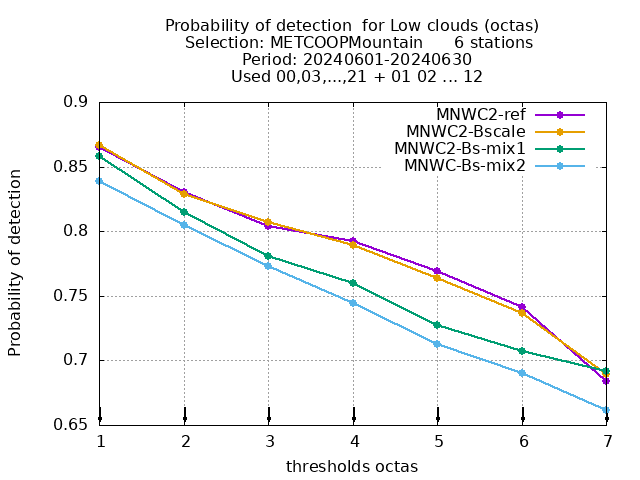 Probability of detection  for Low clouds (octas)
Selection: METCOOPMountain      6 stations
Period: 20240601-20240630
Used 00,03,...,21 + 01 02 ... 12
MNWC2-ref
MNWC2-Bscale
MNWC2-Bs-mix1
MNWC-Bs-mix2
Probability of detection
0.9
0.85
0.8
0.75
0.7
0.65
1 2 3 4 5 6 7
thresholds octas